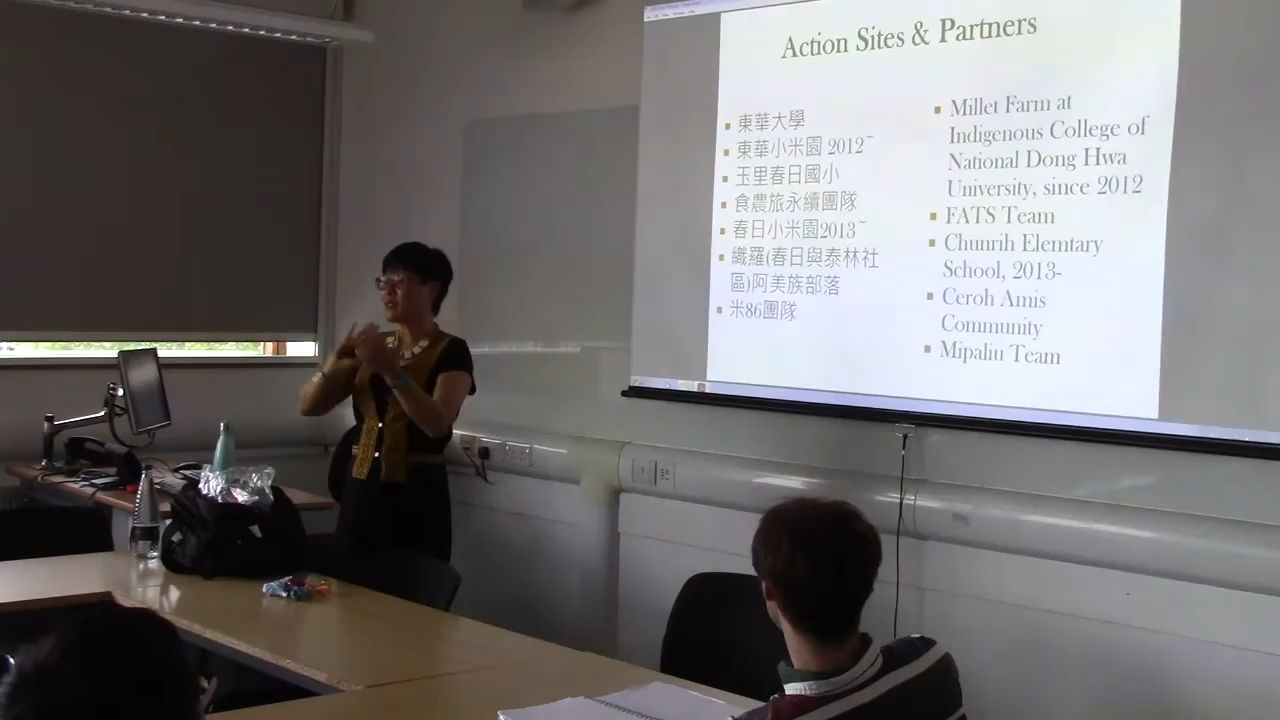 Action Sites & Partners
東華大學
東華小米園 2012~
玉里春日國小
食農旅永續團隊
春日小米園2013~
織羅(春日與泰林社
區)阿美族部落
米86團隊
Millet Farm at
Indigenous College of
National Dong Hwa
University, since 2012
FATS Team
Chunrih Elemtary
School, 2013-
Ceroh Amis
Community
Mipaliu Team